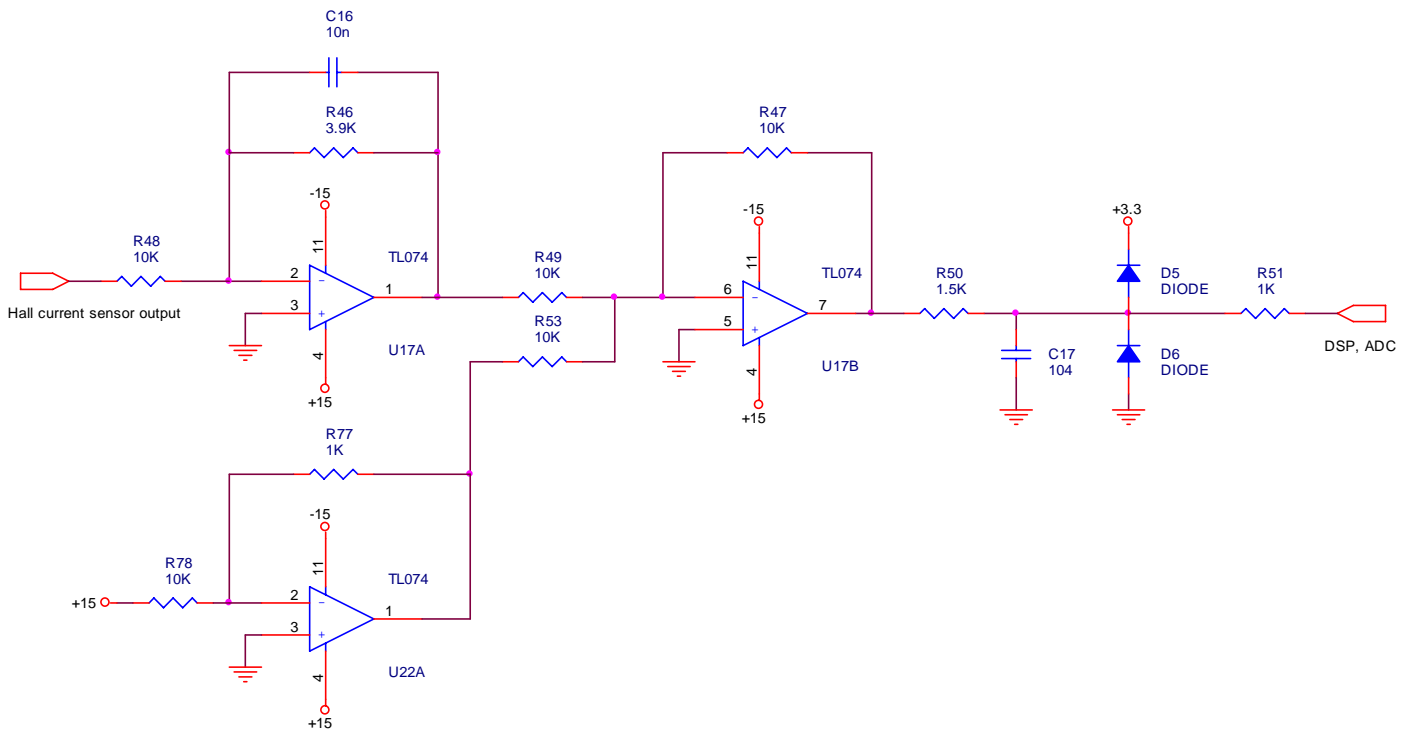 C16
10n
R46
3.9K
-15
R48
10K
11
TL074
2
1
3
Hall current sensor output
U17A
4
+15
R47
10K
-15
R49
10K
11
TL074
6
7
5
R53
10K
U17B
4
+15
R50
1.5K
C17
104
+3.3
D5
DIODE
D6
DIODE
R51
1K
DSP, ADC
R77
1K
-15
R78
10K
11
TL074
+15
2
1
3
U22A
4
+15